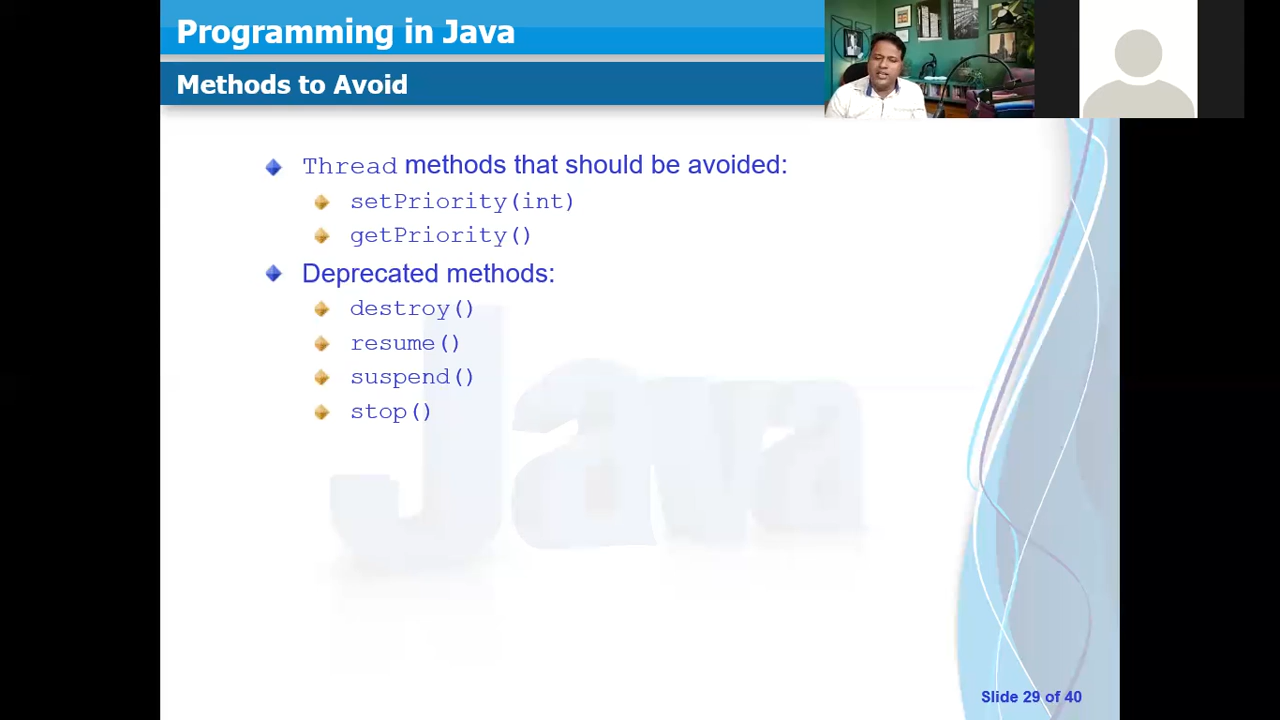 Programming in Java
Methods to Avoid
Thread methods that should be avoided:
setPriority(int)
getPriority()
Deprecated methods:
destroy()
resume()
suspend()
stop()
Java
Slide 29 of 40